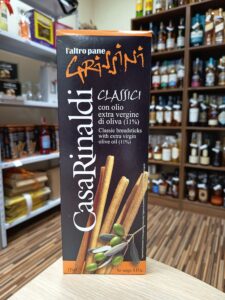 l'altro pane
GRISSINI
CLASSICI
con olio
extra vergine
di oliva (11%)
Classic breadsticks
with extra virgin
olive oil (11%)
CasaRinaldi